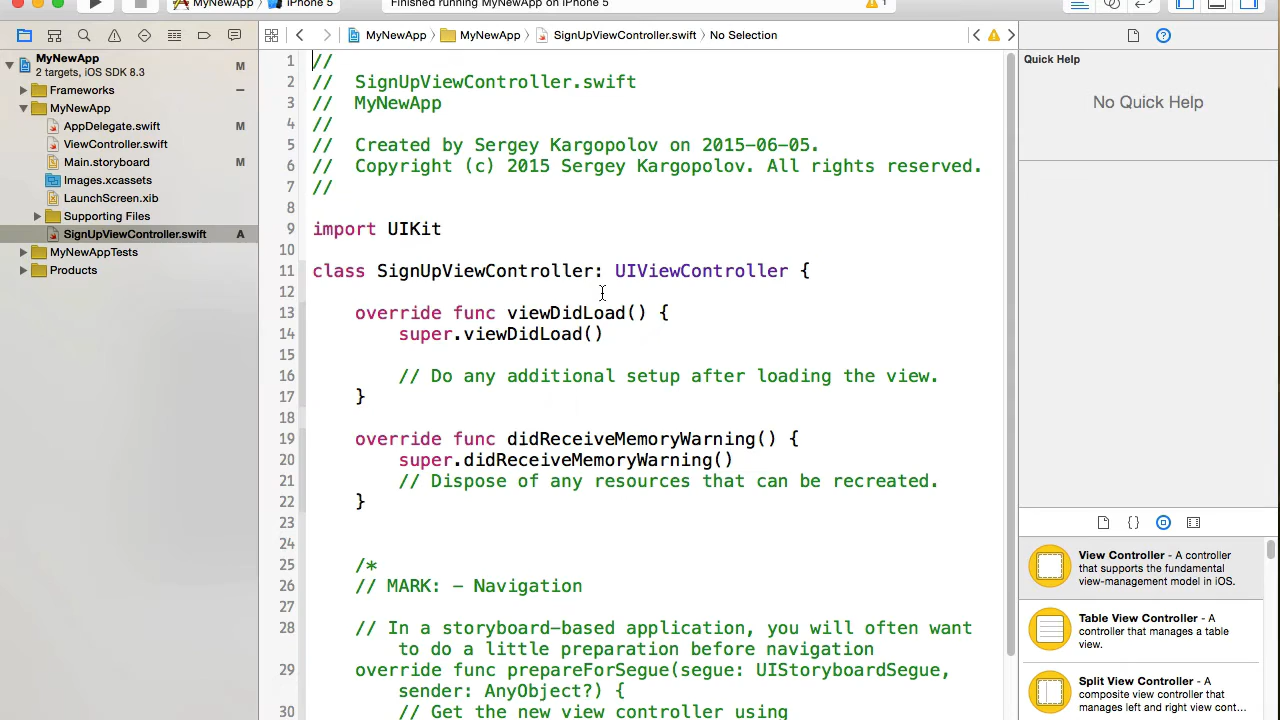 MyNewApp
iPhone 5
Finished running MyNewApp on iPhone 5
1
MyNewApp
MyNewApp
SignUpViewController.swift
No Selection
MyNewApp
M
2 targets, iOS SDK 8.3
Frameworks
MyNewApp
AppDelegate.swift
M
ViewController.swift
Main.storyboard
M
Images.xcassets
LaunchScreen.xib
Supporting Files
SignUpViewController.swift
A
MyNewAppTests
Products
1 //
2 // SignUpViewController.swift
3 // MyNewApp
4 //
5 // Created by Sergey Kargopolov on 2015-06-05.
6 // Copyright (c) 2015 Sergey Kargopolov. All rights reserved.
7 //
8
9 import UIKit
10
11 class SignUpViewController: UIViewController {
12
13 override func viewDidLoad() {
14 super.viewDidLoad()
15
16 // Do any additional setup after loading the view.
17 }
18
19 override func didReceiveMemoryWarning() {
20 super.didReceiveMemoryWarning()
21 // Dispose of any resources that can be recreated.
22 }
23
24
25 /*
26 // MARK: - Navigation
27
28 // In a storyboard-based application, you will often want
to do a little preparation before navigation
29 override func prepareForSegue(segue: UIStoryboardSegue,
sender: AnyObject?) {
30 // Get the new view controller using
Quick Help
No Quick Help
View Controller - A controller
that supports the fundamental
view-management model in iOS.
Table View Controller - A
controller that manages a table
view.
Split View Controller - A
composite view controller that
manages left and right view cont...